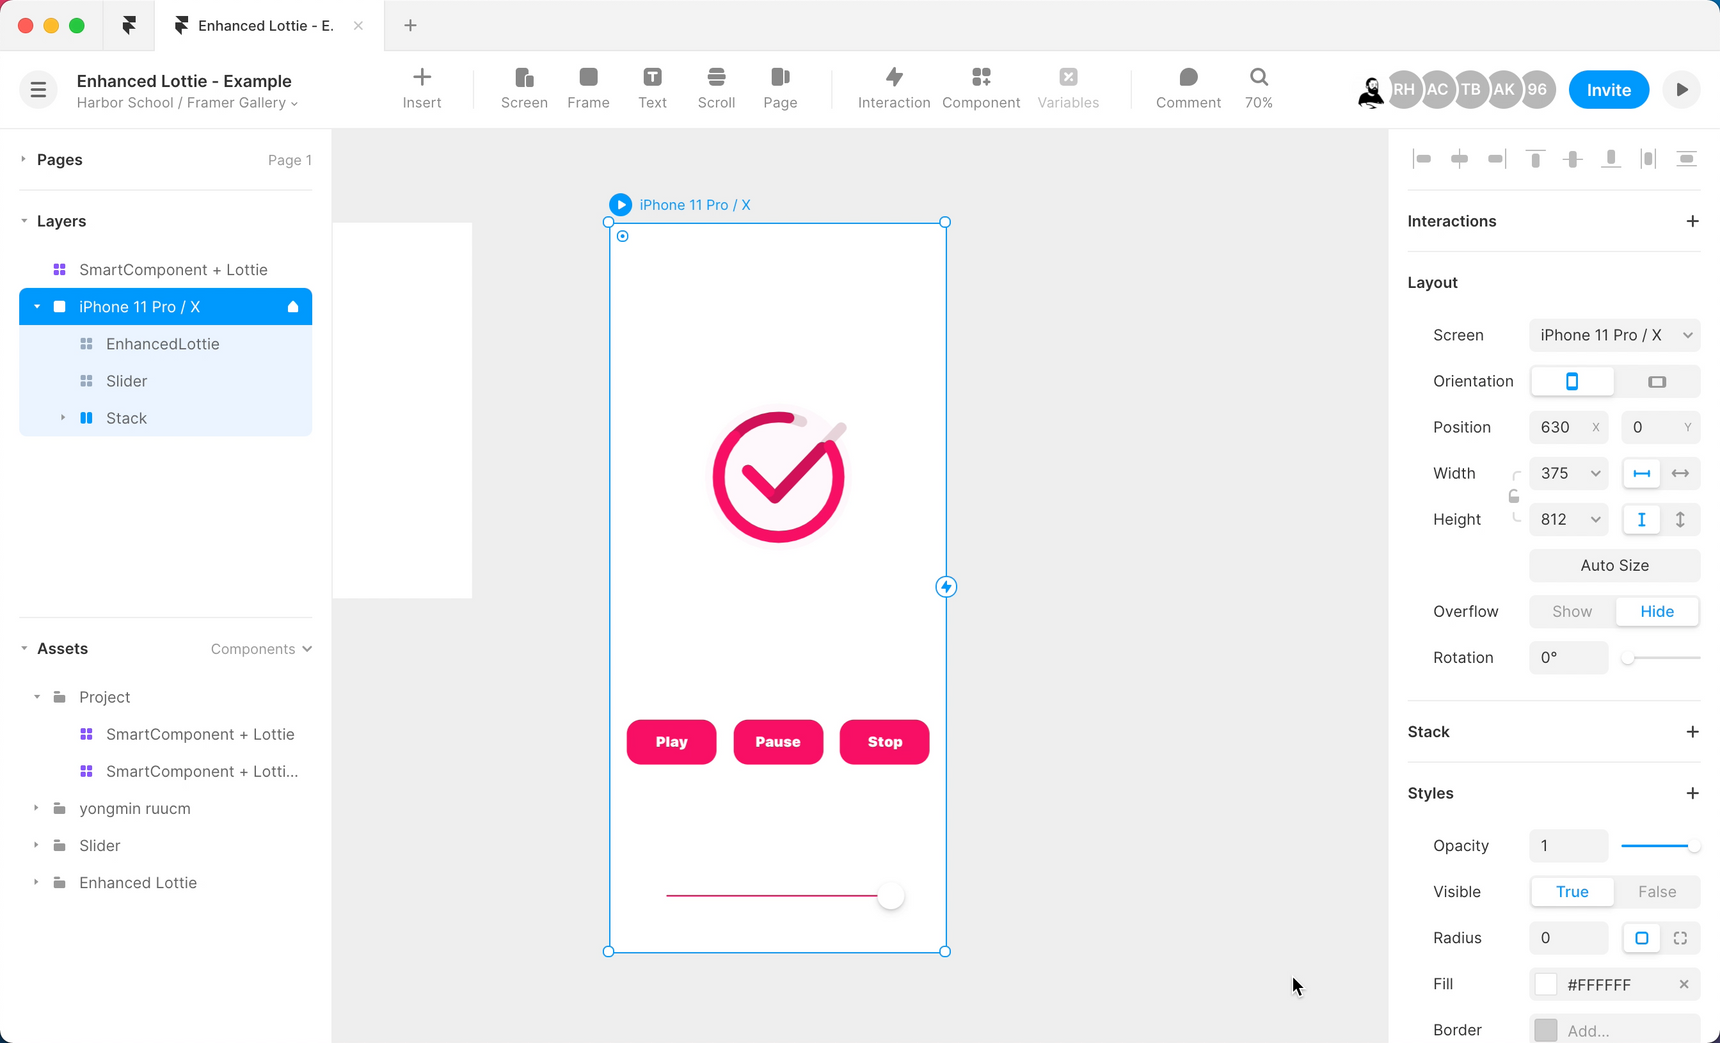 Enhanced Lottie - E.
Enhanced Lottie - Example
Harbor School / Framer Gallery
Insert
Screen
Frame
Text
Scroll
Page
Interaction
Component
Variables
Comment
70%
RH
AC
TB
AK
96
Invite
Pages
Page 1
Layers
SmartComponent + Lottie
iPhone 11 Pro / X
EnhancedLottie
Slider
Stack
Assets
Components
Project
SmartComponent + Lottie
SmartComponent + Lotti...
yongmin ruucm
Slider
Enhanced Lottie
iPhone 11 Pro / X
Play
Pause
Stop
Interactions
Layout
Screen
iPhone 11 Pro / X
Orientation
Position
630 X
0 Y
Width
375
Height
812
Auto Size
Overflow
Show
Hide
Rotation
0°
Stack
Styles
Opacity
1
Visible
True
False
Radius
0
Fill
#FFFFFF
Border
Add...